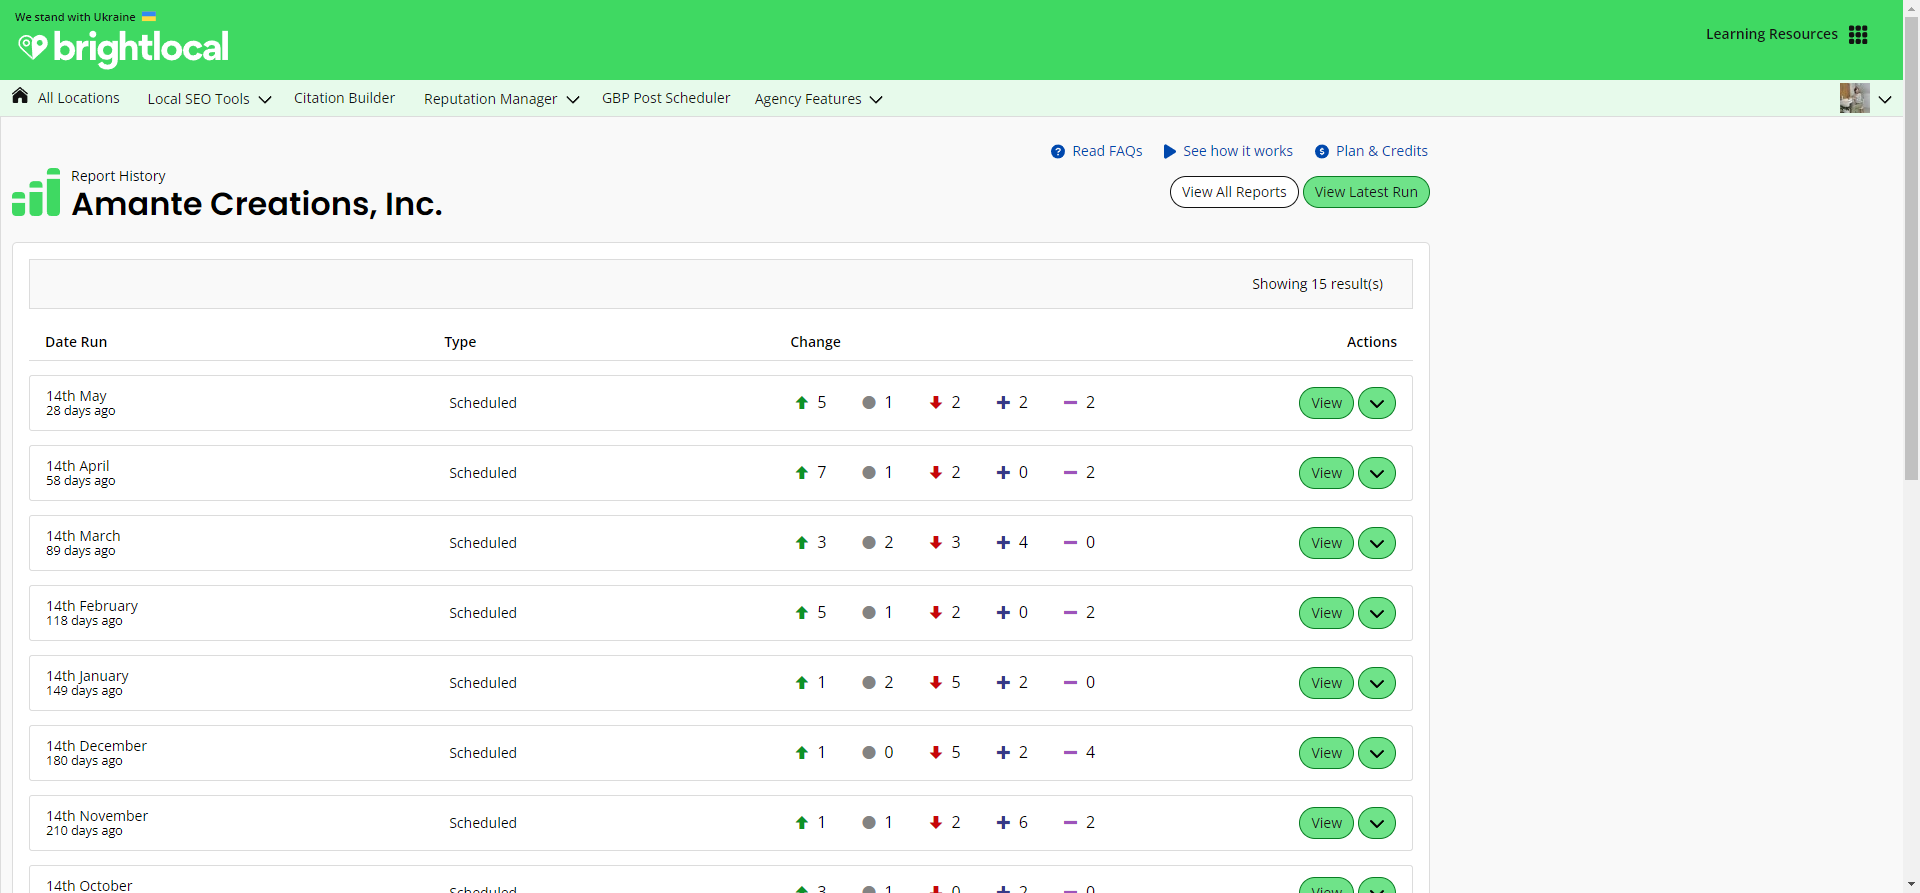 We stand with Ukraine
brightlocal
Learning Resources
All Locations Local SEO Tools Citation Builder Reputation Manager GBP Post Scheduler Agency Features
Read FAQs See how it works Plan & Credits
Report History
Amante Creations, Inc.
View All Reports View Latest Run
Showing 15 result(s)
Date Run Type Change Actions
14th May
28 days ago
Scheduled 5 1 2 2 2 View
14th April
58 days ago
Scheduled 7 1 2 0 2 View
14th March
89 days ago
Scheduled 3 2 3 4 0 View
14th February
118 days ago
Scheduled 5 1 2 0 2 View
14th January
149 days ago
Scheduled 1 2 5 2 0 View
14th December
180 days ago
Scheduled 1 0 5 2 4 View
14th November
210 days ago
Scheduled 1 1 2 6 2 View
14th October
Scheduled 3 1 0 2 0 View